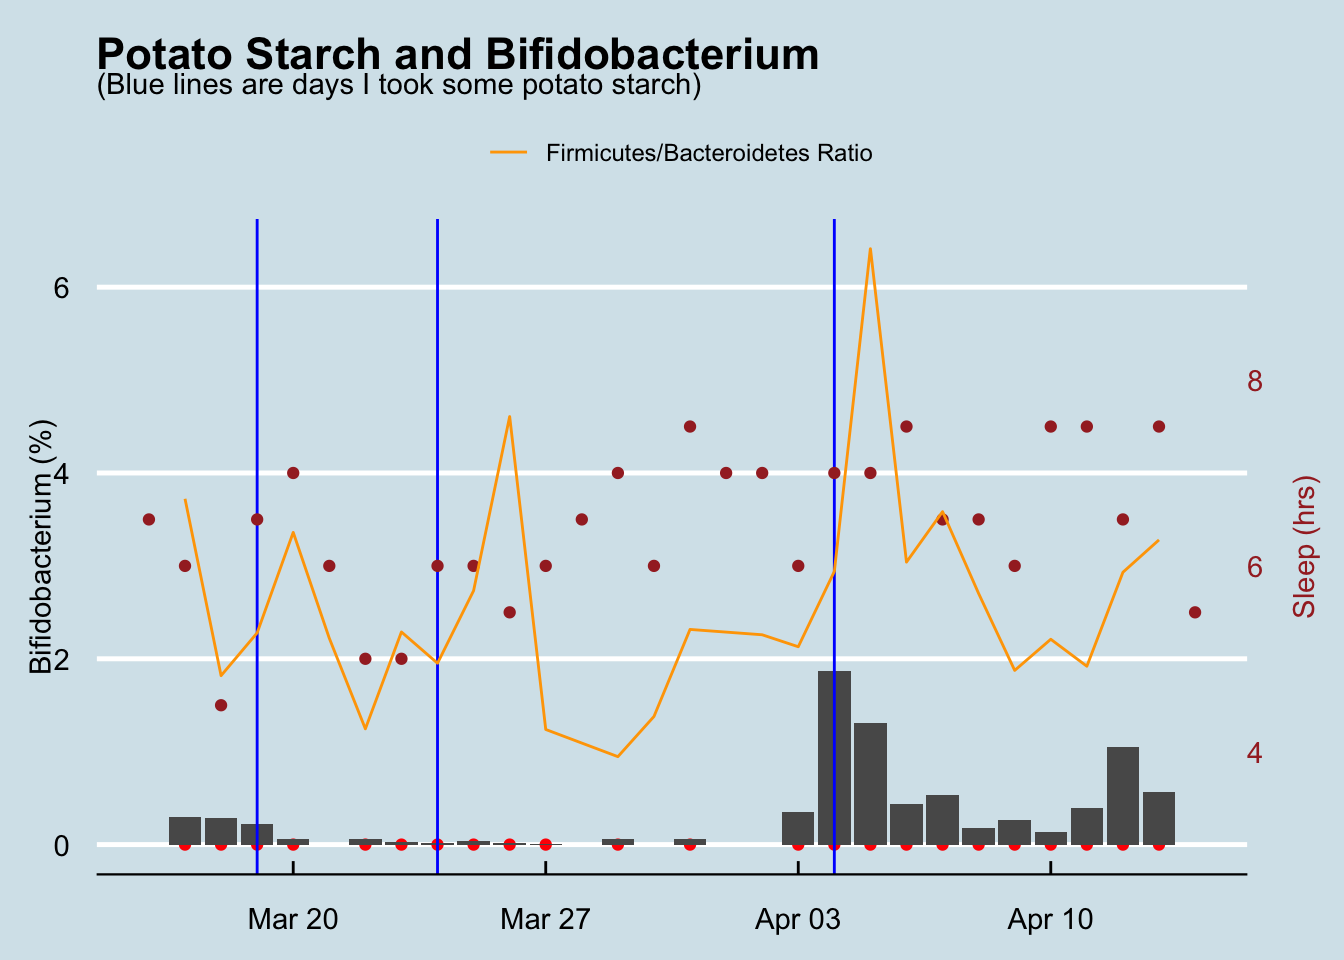 Potato Starch and Bifidobacterium
(Blue lines are days I took some potato starch)
Firmicutes/Bacteroidetes Ratio
6
8
4
Bifidobacterium (%)
Sleep (hrs)
6
2
4
0
Mar 20 Mar 27 Apr 03 Apr 10